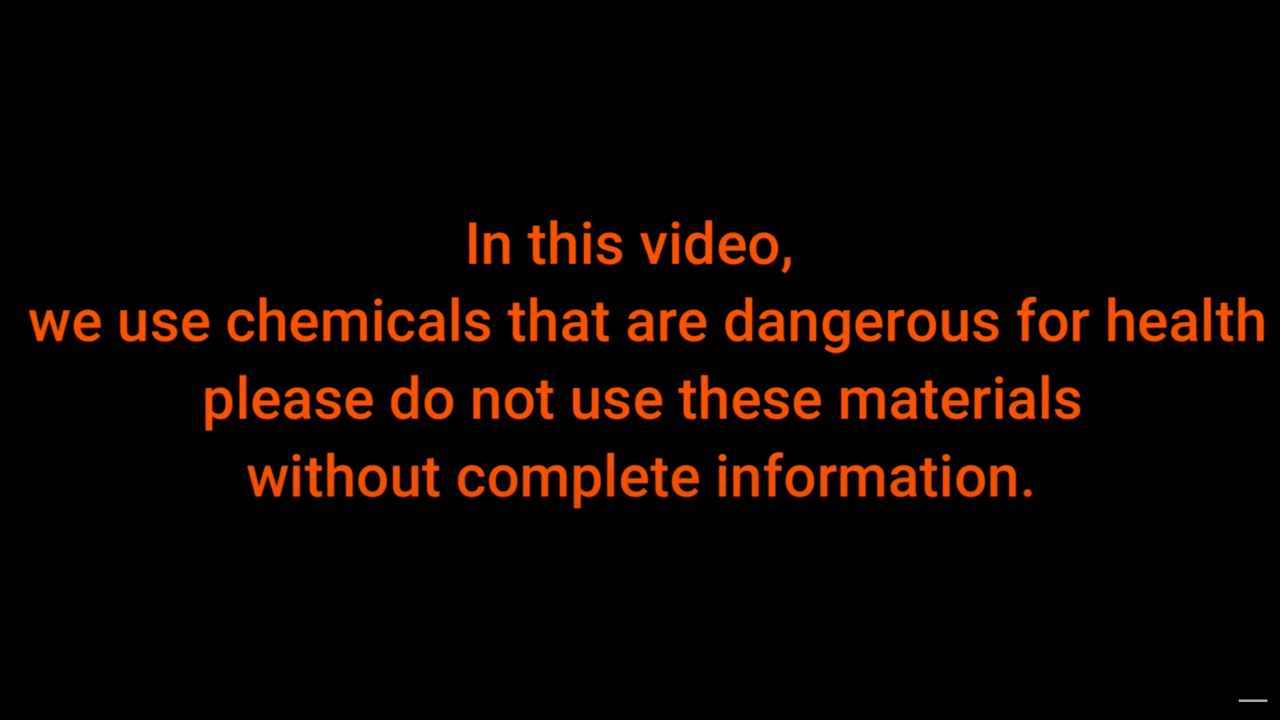 In this video,
we use chemicals that are dangerous for health
please do not use these materials
without complete information.